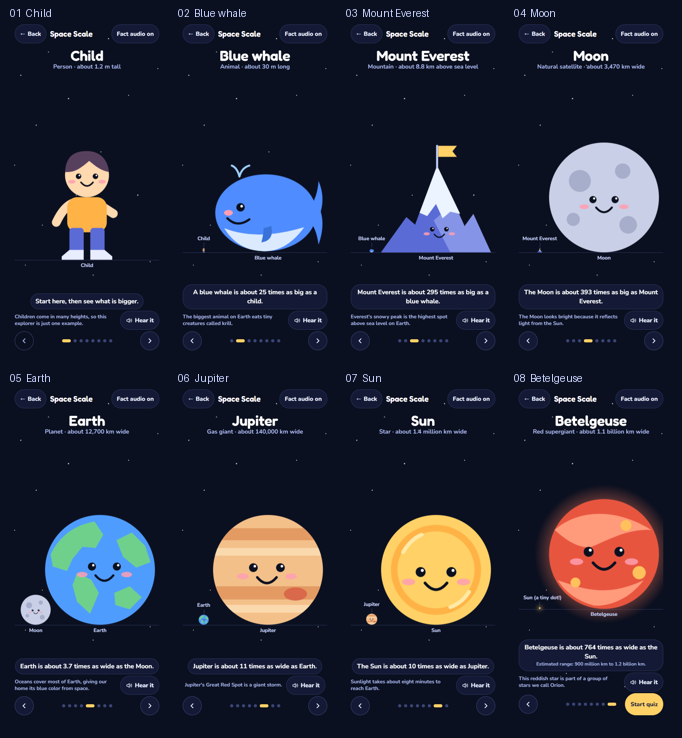 01 Child
← Back Space Scale Fact audio on
Child
Person · about 1.2 m tall
Child
Start here, then see what is bigger.
Children come in many heights, so this
explorer is just one example.
Hear it
02 Blue whale
← Back Space Scale Fact audio on
Blue whale
Animal · about 30 m long
Child
Blue whale
A blue whale is about 25 times as big as a
child.
The biggest animal on Earth eats tiny
creatures called krill.
Hear it
03 Mount Everest
← Back Space Scale Fact audio on
Mount Everest
Mountain · about 8.8 km above sea level
Blue whale
Mount Everest
Mount Everest is about 295 times as big as a
blue whale.
Everest's snowy peak is the highest spot
above sea level on Earth.
Hear it
04 Moon
← Back Space Scale Fact audio on
Moon
Natural satellite · about 3,470 km wide
Mount Everest
Moon
The Moon is about 393 times as big as Mount
Everest.
The Moon looks bright because it reflects
light from the Sun.
Hear it
05 Earth
← Back Space Scale Fact audio on
Earth
Planet · about 12,700 km wide
Moon
Earth
Earth is about 3.7 times as wide as the Moon.
Oceans cover most of Earth, giving our
home its blue color from space.
Hear it
06 Jupiter
← Back Space Scale Fact audio on
Jupiter
Gas giant · about 140,000 km wide
Earth
Jupiter
Jupiter is about 11 times as wide as Earth.
Jupiter's Great Red Spot is a giant storm.
Hear it
07 Sun
← Back Space Scale Fact audio on
Sun
Star · about 1.4 million km wide
Jupiter
Sun
The Sun is about 10 times as wide as Jupiter.
Sunlight takes about eight minutes to
reach Earth.
Hear it
08 Betelgeuse
← Back Space Scale Fact audio on
Betelgeuse
Red supergiant · about 1.1 billion km wide
Sun (a tiny dot!)
Betelgeuse
Betelgeuse is about 764 times as wide as the
Sun.
Estimated range: 900 million km to 1.2 billion km.
This reddish star is part of a group of
stars we call Orion.
Hear it
Start quiz